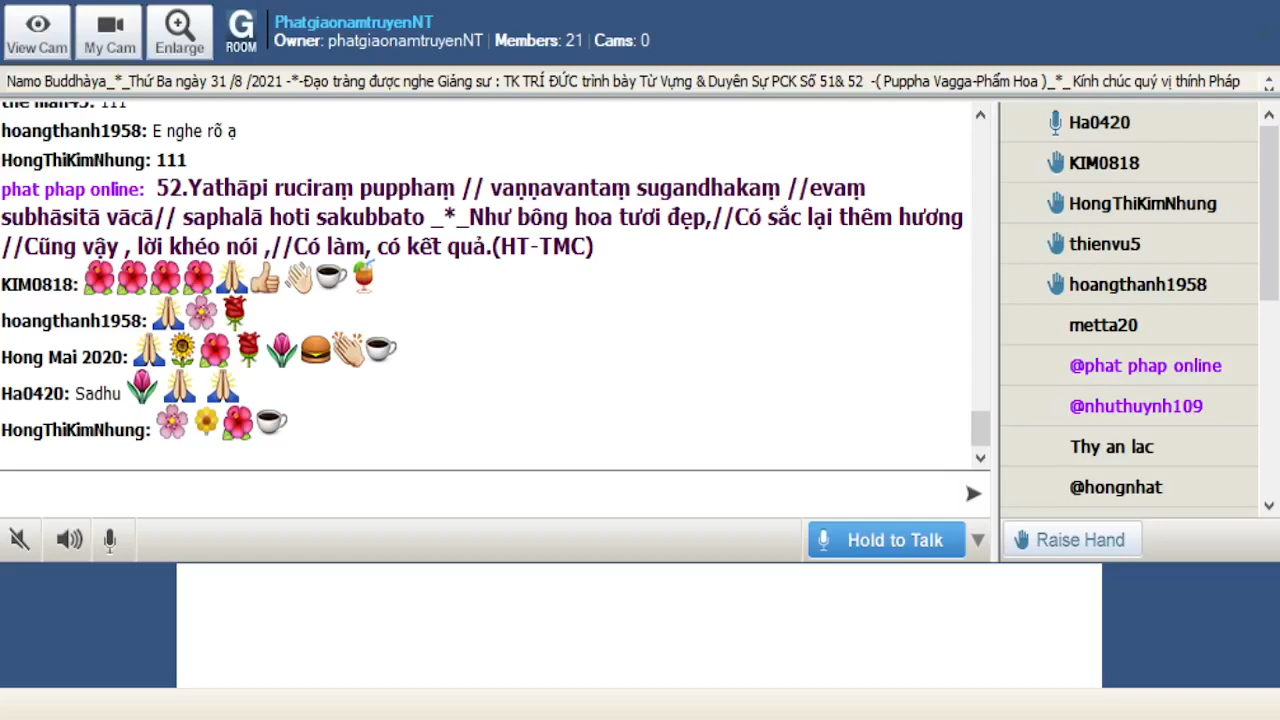 PhatgiaonamtruyenNT
Owner: phatgiaonamtruyenNT | Members: 21 | Cams: 0
View Cam
My Cam
Enlarge
G
ROOM
Namo Buddhàya_*_Thứ Ba ngày 31 /8 /2021 -*-Đạo tràng được nghe Giảng sư : TK TRÍ ĐỨC trình bày Từ Vựng & Duyên Sự PCK Số 51& 52 -( Puppha Vagga-Phẩm Hoa )_*_ Kính chúc quý vị thính Pháp
the man45: 111
hoangthanh1958: E nghe rõ ạ
HongThiKimNhung: 111
phat phap online: 52.Yathāpi ruciraṃ pupphaṃ // vaṇṇavantaṃ sugandhakaṃ //evaṃ
subhāsitā vācā// saphalā hoti sakubbato _*_Như bông hoa tươi đẹp,//Có sắc lại thêm hương
//Cũng vậy , lời khéo nói ,//Có làm, có kết quả.(HT-TMC)
KIM0818:
hoangthanh1958:
Hong Mai 2020:
Ha0420: Sadhu
HongThiKimNhung:
Ha0420
KIM0818
HongThiKimNhung
thienvu5
hoangthanh1958
metta20
@phat phap online
@nhuthuynh109
Thy an lac
@hongnhat
Hold to Talk
Raise Hand